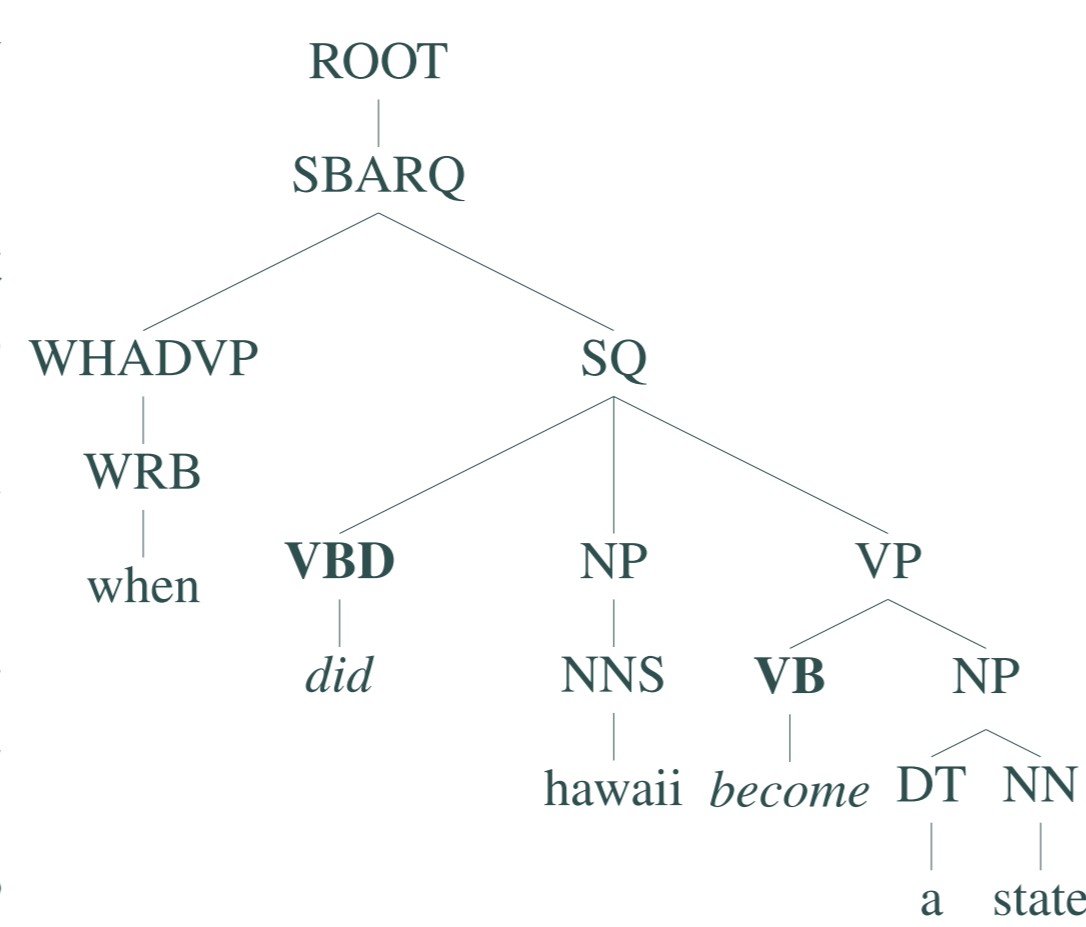 ROOT
SBARQ
WHADVP SQ
WRB
when VBD NP VP
did NNS VB NP
hawaii become DT NN
a state